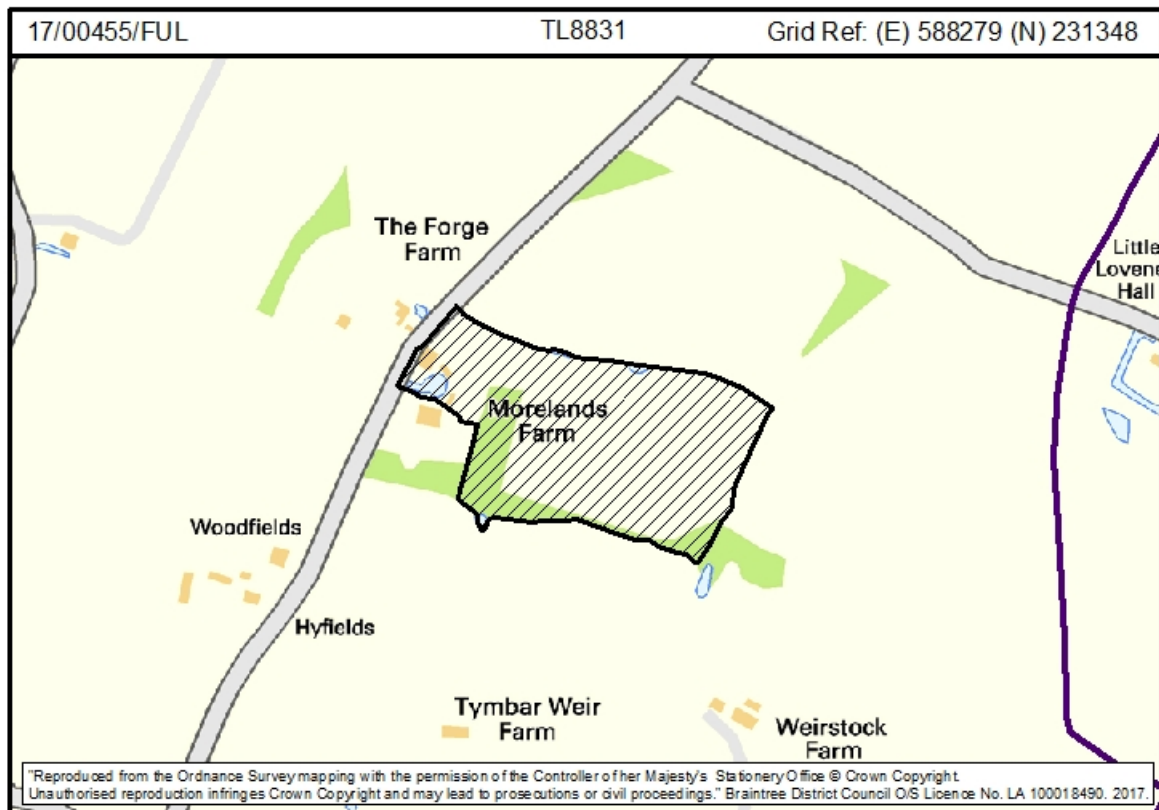 17/00455/FUL TL8831 Grid Ref: (E) 588279 (N) 231348
The Forge
Farm
Little
Lovene
Hall
Morelands
Farm
Woodfields
Hyfields
Tymbar Weir
Farm
Weirstock
Farm
"Reproduced from the Ordnance Survey mapping with the permission of the Controller of her Majesty's Stationery Office © Crown Copyright.
Unauthorised reproduction infringes Crown Copyright and may lead to prosecutions or civil proceedings." Braintree District Council O/S Licence No. LA 100018490. 2017.